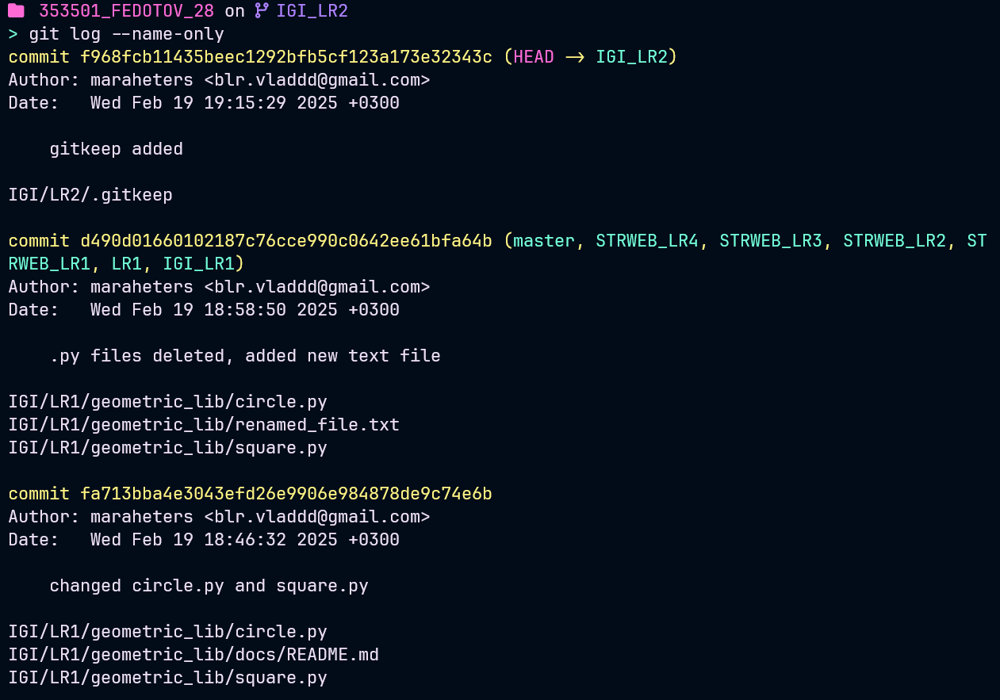 353501_FEDOTOV_28 on IGI_LR2
> git log --name-only
commit f968fcb11435beec1292bfb5cf123a173e32343c (HEAD -> IGI_LR2)
Author: maraheters <blr.vladdd@gmail.com>
Date:   Wed Feb 19 19:15:29 2025 +0300
    gitkeep added
IGI/LR2/.gitkeep
commit d490d01660102187c76cce990c0642ee61bfa64b (master, STRWEB_LR4, STRWEB_LR3, STRWEB_LR2, ST
RWEB_LR1, LR1, IGI_LR1)
Author: maraheters <blr.vladdd@gmail.com>
Date:   Wed Feb 19 18:58:50 2025 +0300
    .py files deleted, added new text file
IGI/LR1/geometric_lib/circle.py
IGI/LR1/geometric_lib/renamed_file.txt
IGI/LR1/geometric_lib/square.py
commit fa713bba4e3043efd26e9906e984878de9c74e6b
Author: maraheters <blr.vladdd@gmail.com>
Date:   Wed Feb 19 18:46:32 2025 +0300
    changed circle.py and square.py
IGI/LR1/geometric_lib/circle.py
IGI/LR1/geometric_lib/docs/README.md
IGI/LR1/geometric_lib/square.py